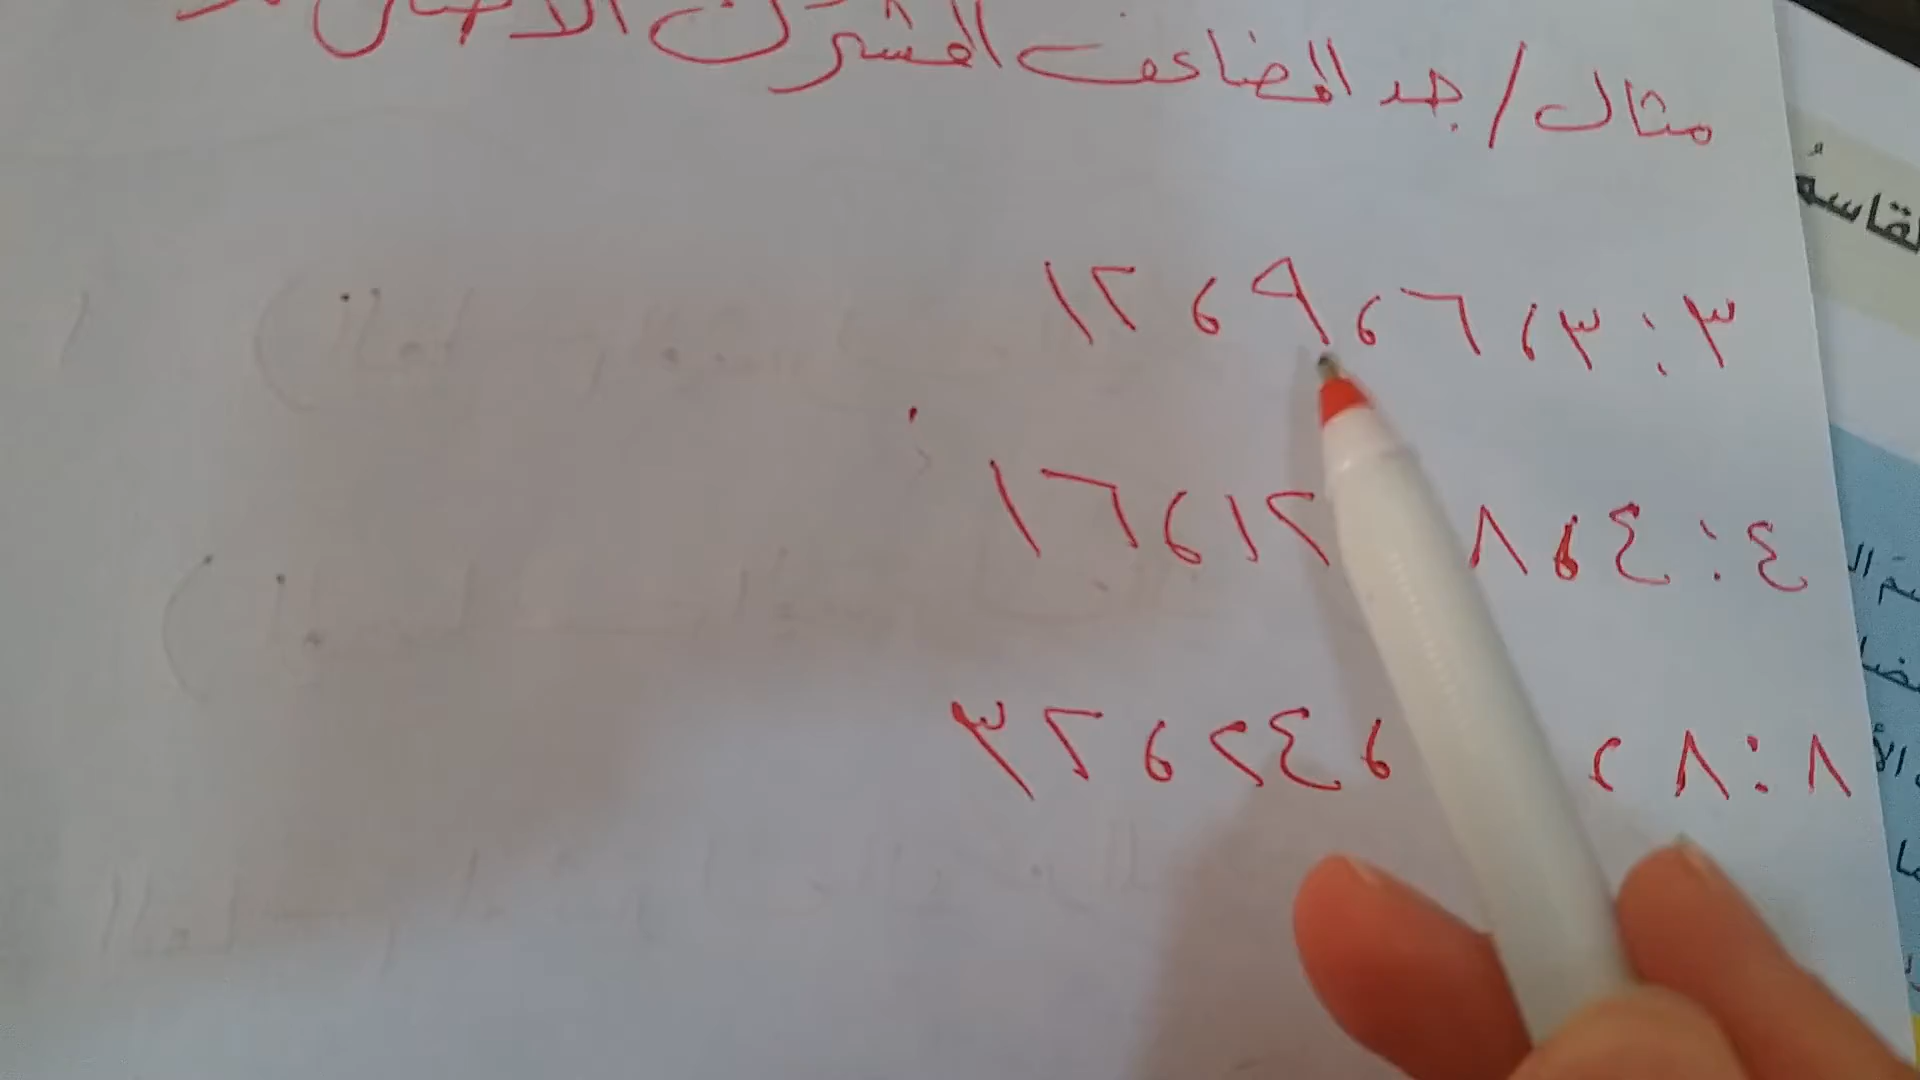 مثال / جد المضاعف المشترك الأصغر
٣ : ٣ ، ٦ ، ٩ ، ١٢
٤ : ٤ ، ٨ ١٢ ، ١٦
٨ : ٨ ، ، ٢٤ ، ٣٢